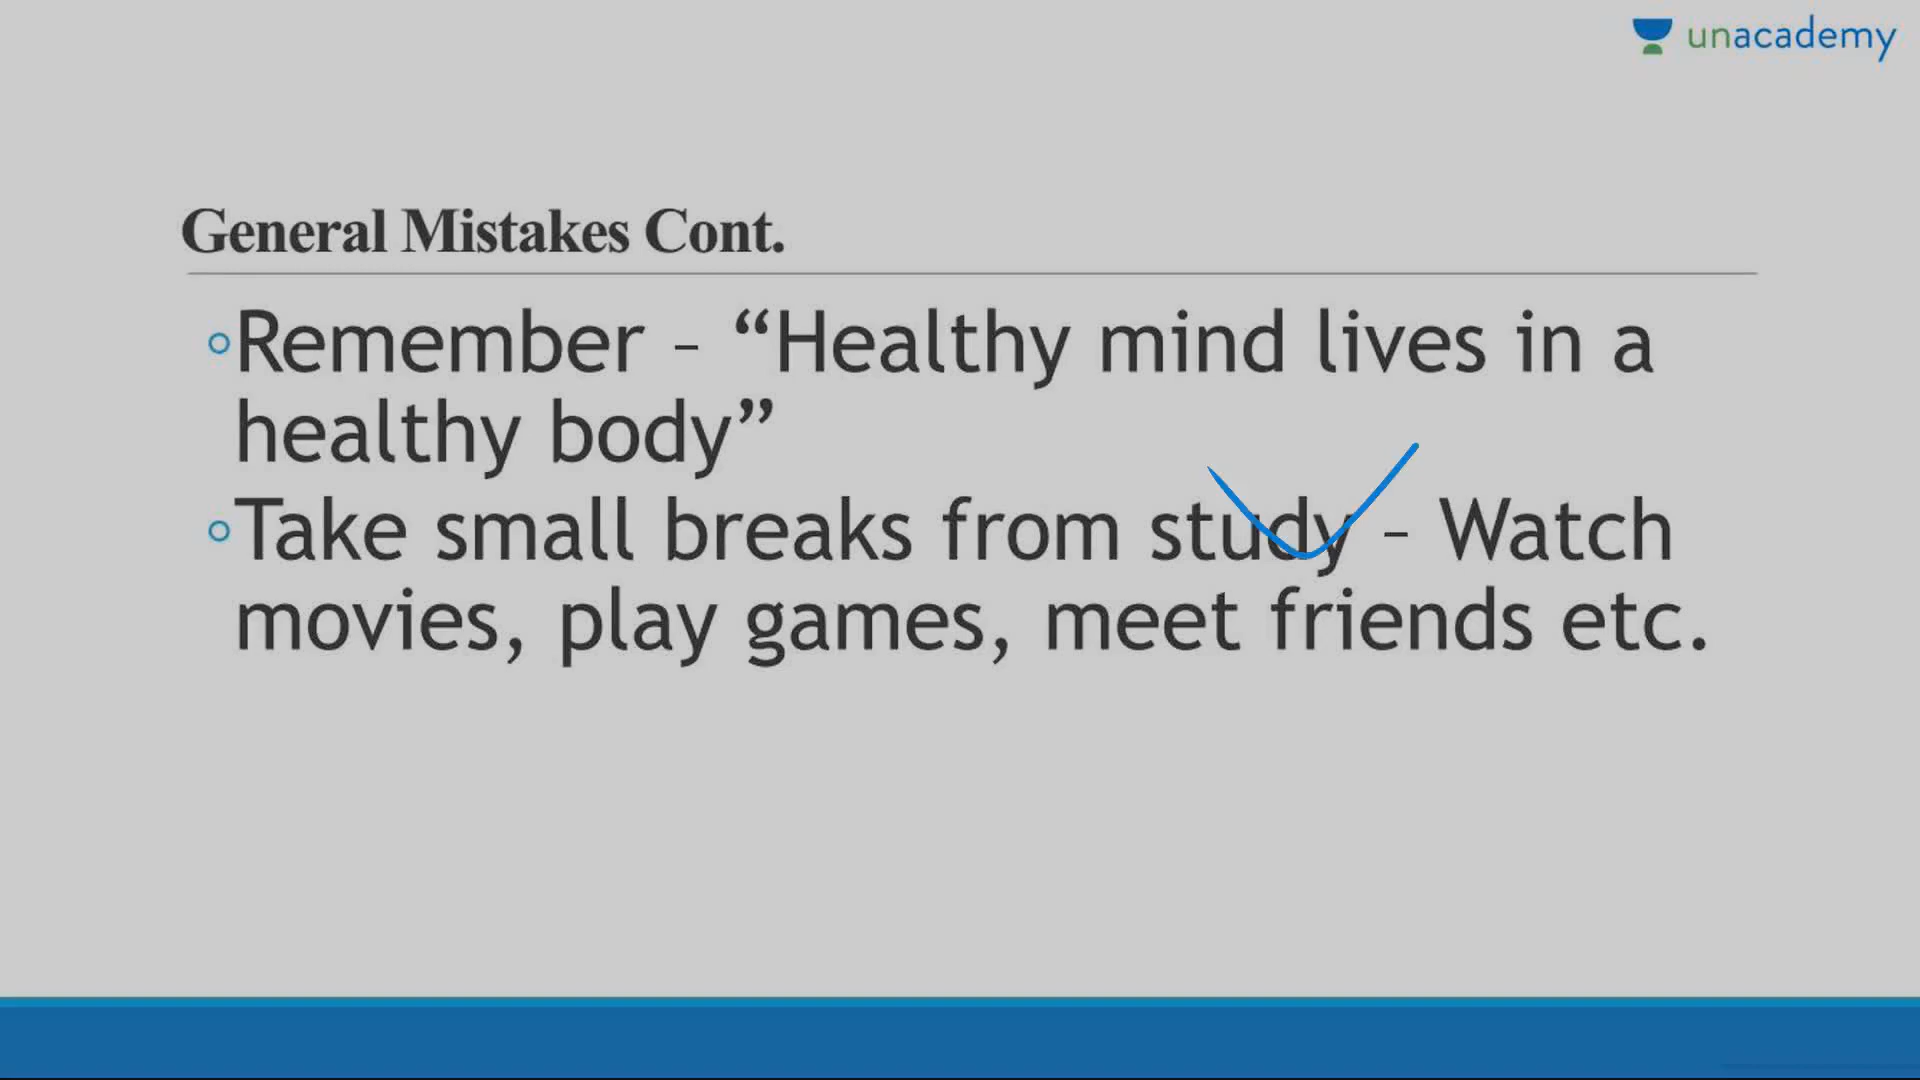 unacademy
General Mistakes Cont.
◦Remember – “Healthy mind lives in a
healthy body”
◦Take small breaks from study – Watch
movies, play games, meet friends etc.